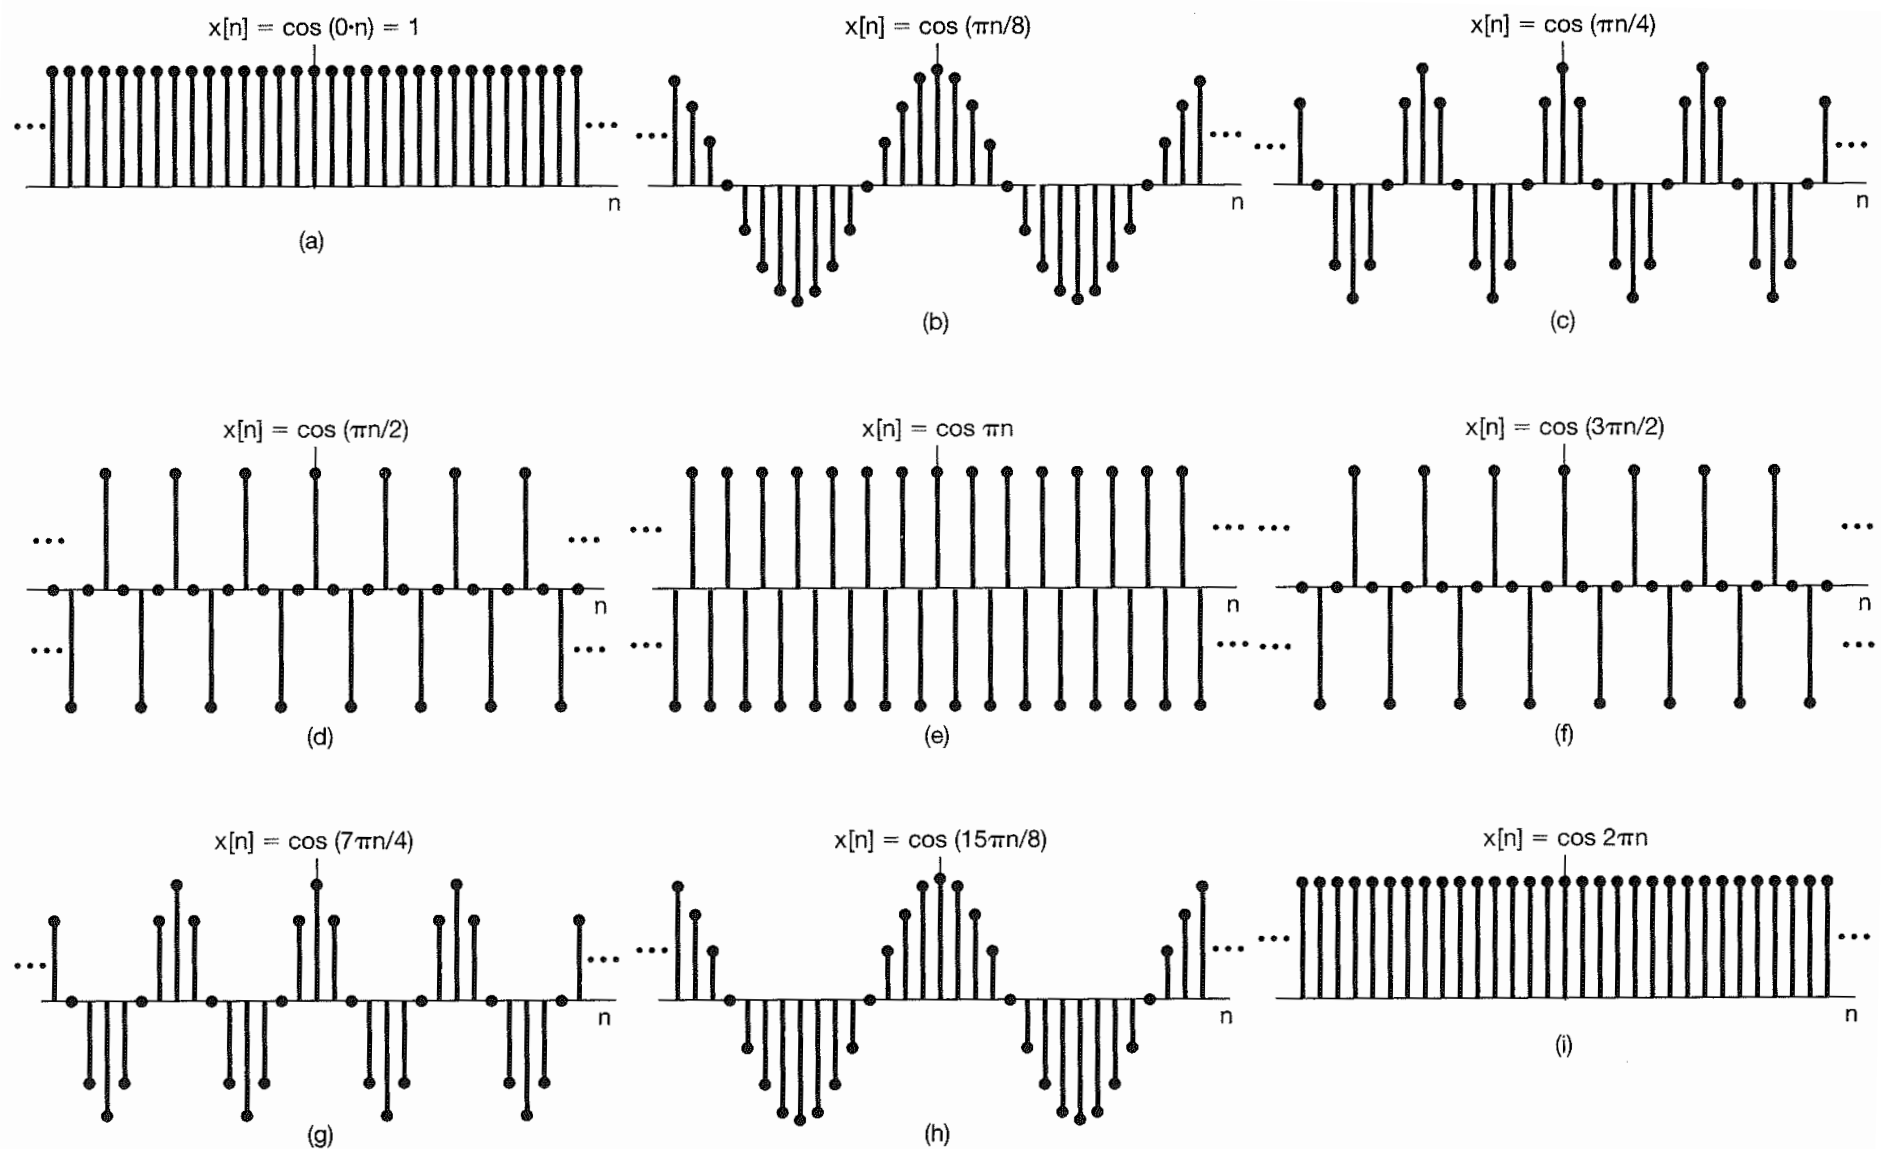 x[n] = cos (0·n) = 1
x[n] = cos (πn/8)
x[n] = cos (πn/4)
n
n
n
(a)
(b)
(c)
x[n] = cos (πn/2)
x[n] = cos πn
x[n] = cos (3πn/2)
n
n
n
(d)
(e)
(f)
x[n] = cos (7πn/4)
x[n] = cos (15πn/8)
x[n] = cos 2πn
n
n
n
(g)
(h)
(i)